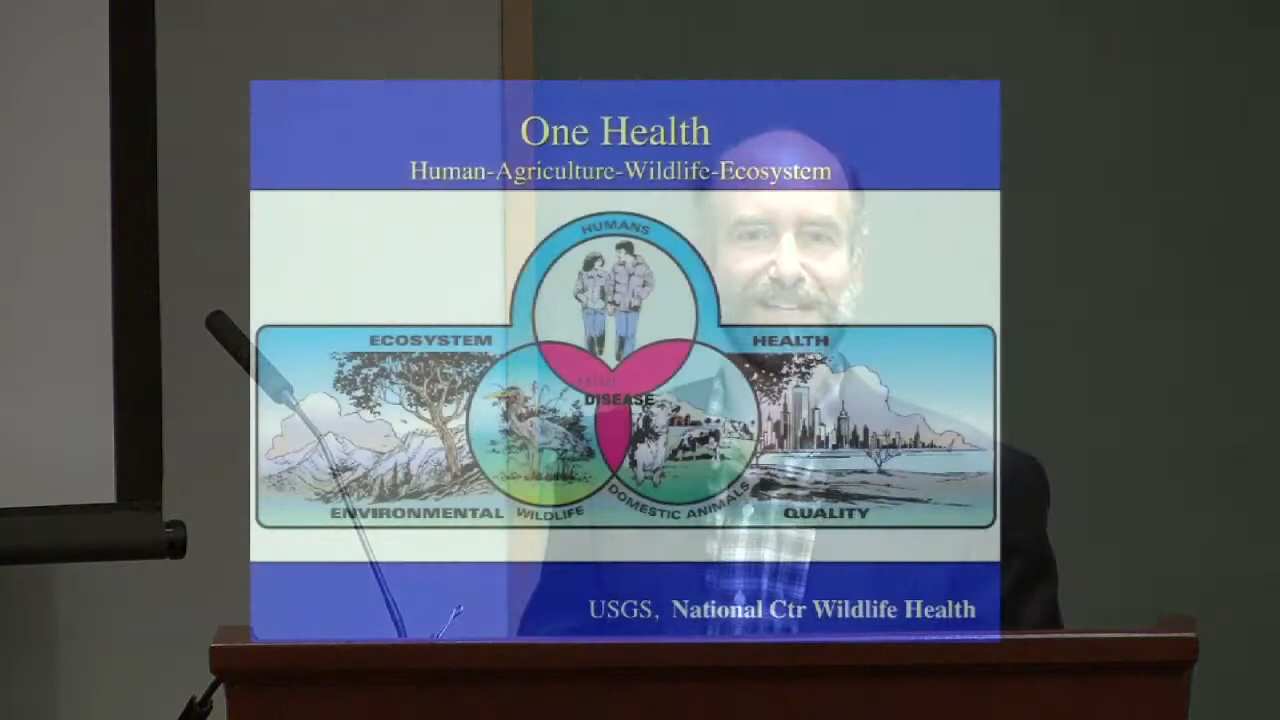 One Health
Human-Agriculture-Wildlife-Ecosystem
HUMANS
ECOSYSTEM HEALTH
DISEASE
DOMESTIC ANIMALS
ENVIRONMENTAL WILDLIFE QUALITY
USGS, National Ctr Wildlife Health